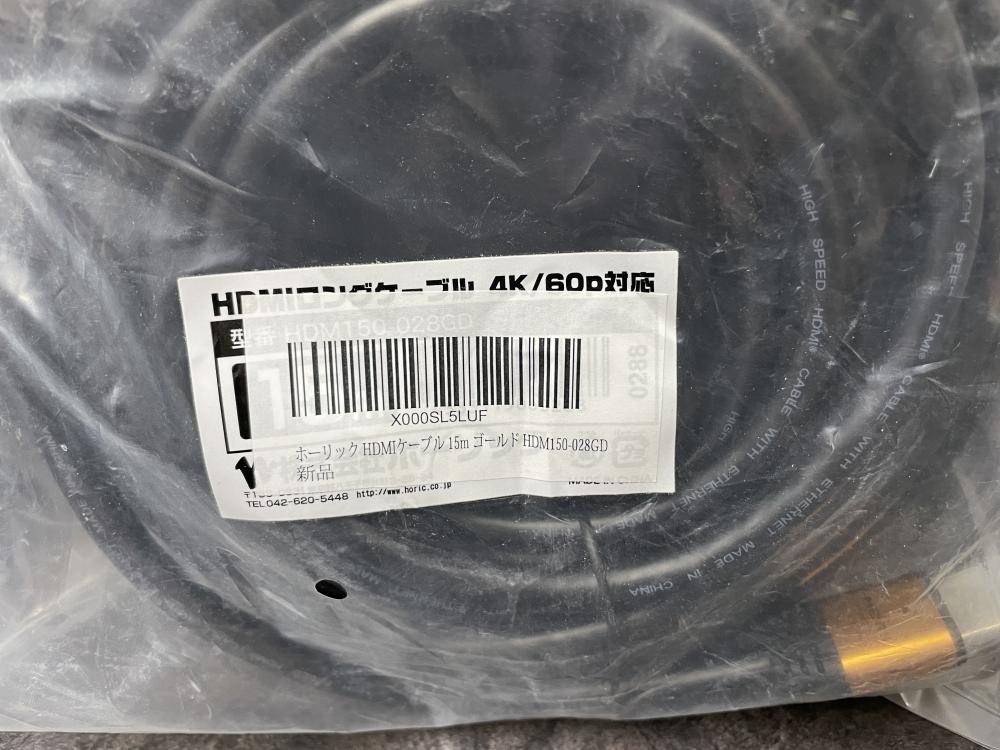 HDMIロングケーブル 4K/60p対応
型番 HDM150-028GD
0288
X000SL5LUF
ホーリック HDMIケーブル 15m ゴールド HDM150-028GD
新品
TEL042-620-5448 http://www.horic.co.jp
HIGH SPEED HDMI® CABLE WITH ETHERNET MADE IN CHINA
HIGH SPEED HDMI® CABLE WITH ETHERNET
HIGH
ETHERNET MADE